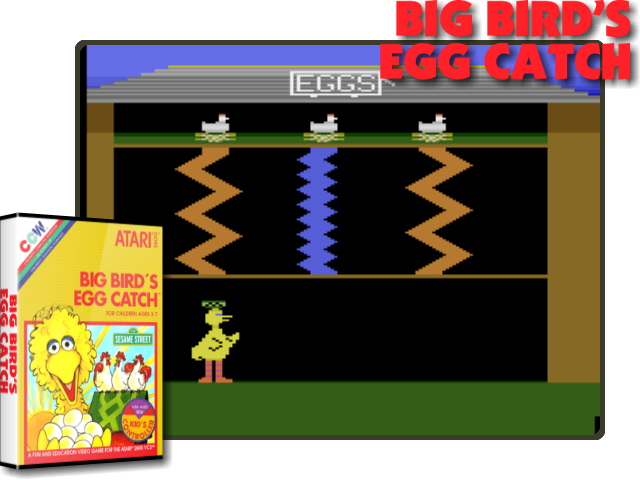 BIG BIRD'S
EGG CATCH
EGGS
CCW
ATARI
BIG BIRD'S
EGG CATCH
FOR CHILDREN AGES 3-7
SESAME STREET
KID'S
CONTROLLER
A FUN AND EDUCATION VIDEO GAME FOR THE ATARI 2600 VCS
BIG BIRD'S
EGG CATCH